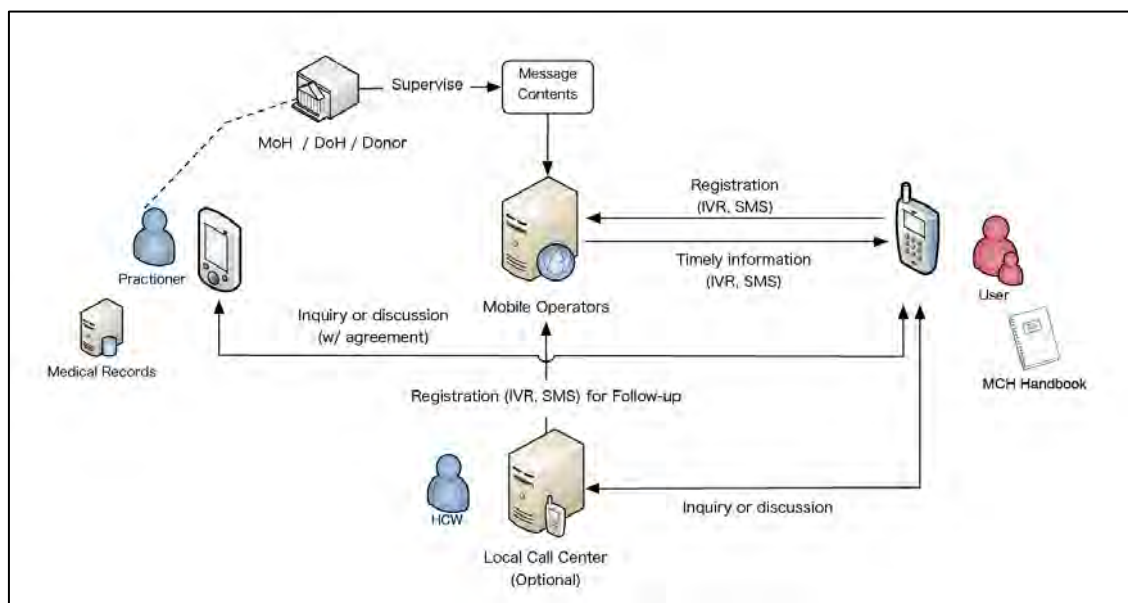 Supervise
Message
Contents
MoH / DoH / Donor
Registration
(IVR, SMS)
Timely information
(IVR, SMS)
Practioner
User
Mobile Operators
Inquiry or discussion
(w/ agreement)
Medical Records
MCH Handbook
Registration (IVR, SMS) for Follow-up
HCW
Inquiry or discussion
Local Call Center
(Optional)